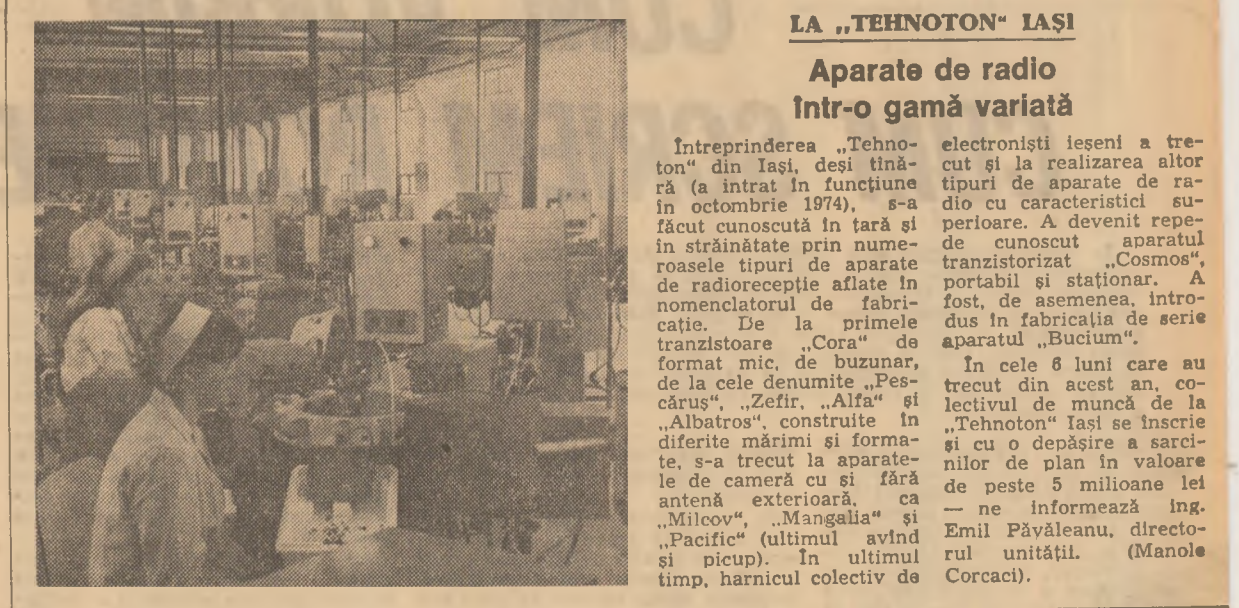 LA „TEHNOTON“ IAȘI
Aparate de radio
într-o gamă variată
Întreprinderea „Tehno-
ton“ din Iași, deși tînă-
ră (a intrat în funcțiune
în octombrie 1974), s-a
făcut cunoscută în țară și
în străinătate prin nume-
roasele tipuri de aparate
de radiorecepție aflate în
nomenclatorul de fabri-
cație. De la primele
tranzistoare „Cora“ de
format mic, de buzunar,
de la cele denumite „Pes-
căruș“, „Zefir, „Alfa“ și
„Albatros“, construite în
diferite mărimi și forma-
te, s-a trecut la aparate-
le de cameră cu și fără
antenă exterioară, ca
„Milcov“, „Mangalia“ și
„Pacific“ (ultimul avînd
și picup). În ultimul
timp, harnicul colectiv de
electroniști ieșeni a tre-
cut și la realizarea altor
tipuri de aparate de ra-
dio cu caracteristici su-
perioare. A devenit repe-
de cunoscut aparatul
tranzistorizat „Cosmos“,
portabil și staționar. A
fost, de asemenea, intro-
dus în fabricația de serie
aparatul „Bucium“.
În cele 6 luni care au
trecut din acest an, co-
lectivul de muncă de la
„Tehnoton“ Iași se înscrie
și cu o depășire a sarci-
nilor de plan în valoare
de peste 5 milioane lei
— ne informează ing.
Emil Păvăleanu, directo-
rul unității. (Manole
Corcaci).